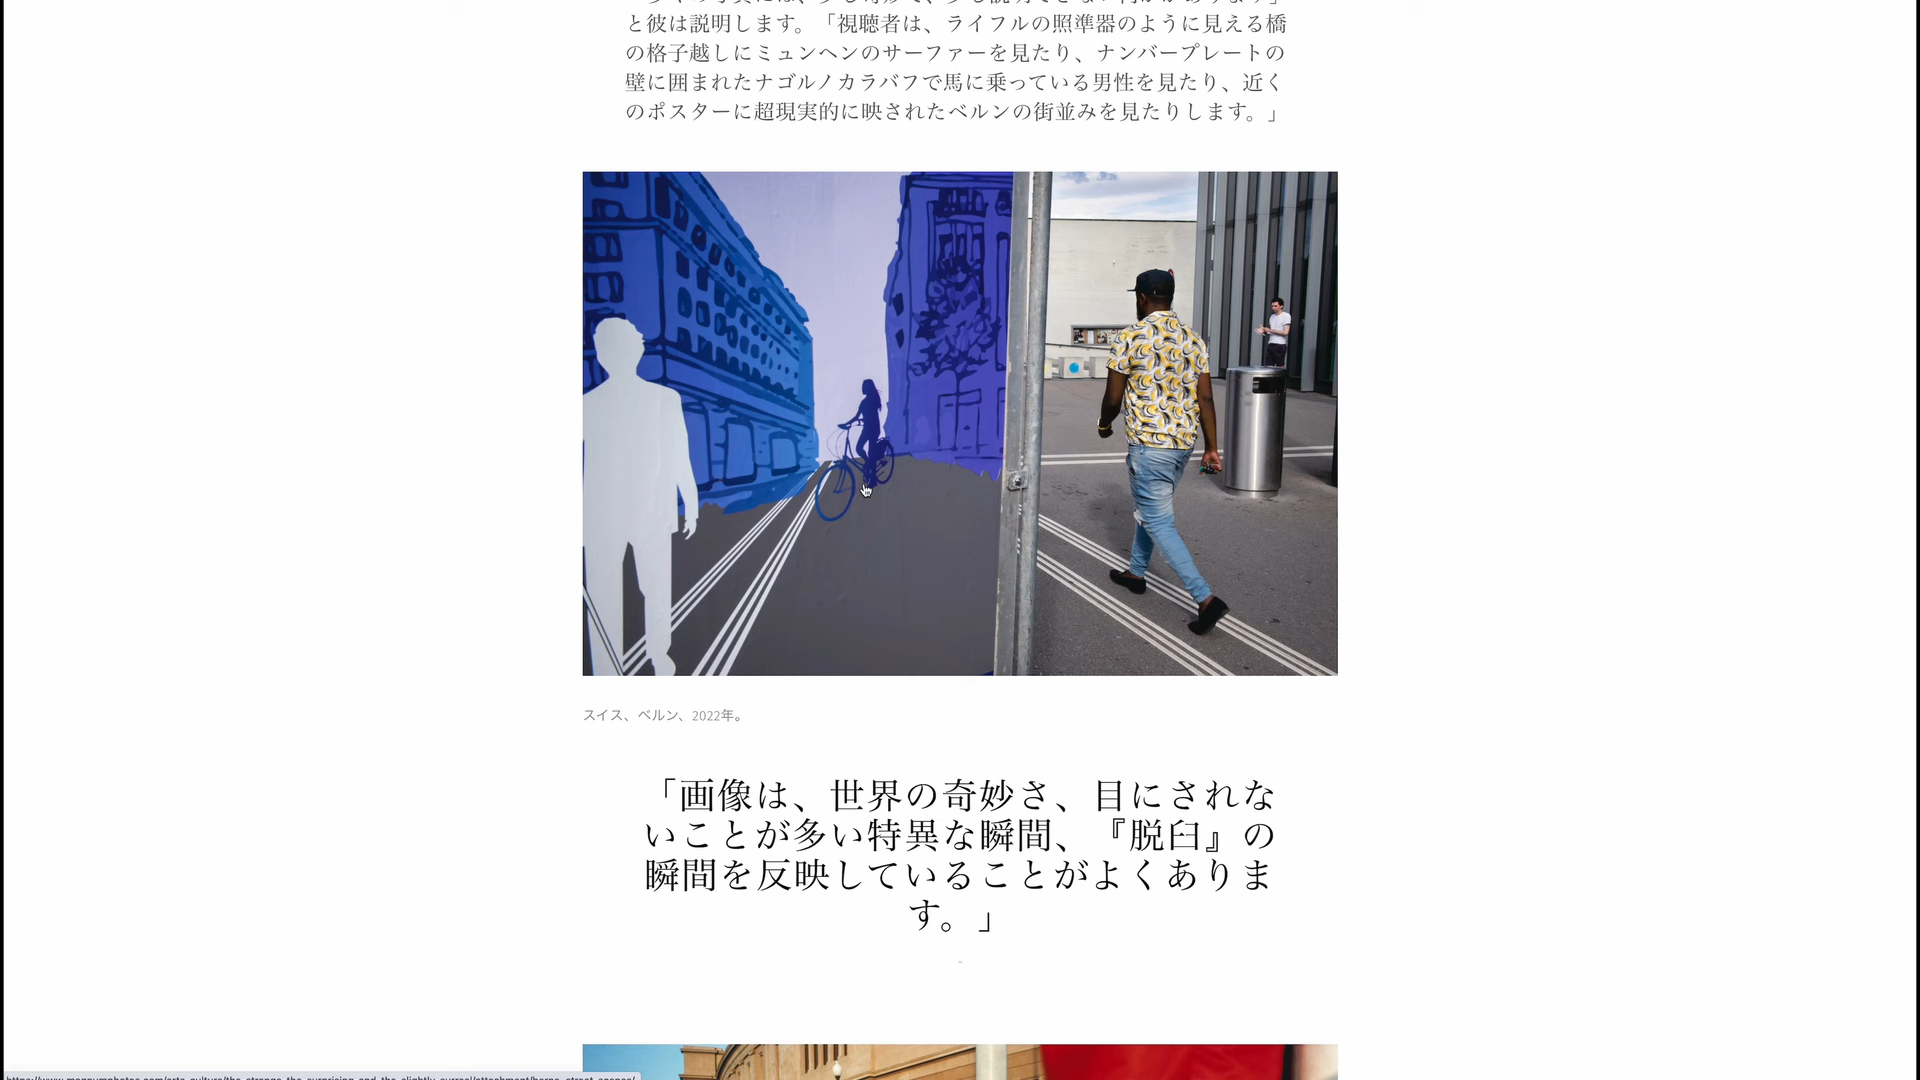 と彼は説明します。「視聴者は、ライフルの照準器のように見える橋
の格子越しにミュンヘンのサーファーを見たり、ナンバープレートの
壁に囲まれたナゴルノカラバフで馬に乗っている男性を見たり、近く
のポスターに超現実的に映されたベルンの街並みを見たりします。」
スイス、ベルン、2022年。
「画像は、世界の奇妙さ、目にされな
いことが多い特異な瞬間、『脱臼』の
瞬間を反映していることがよくありま
す。」
-